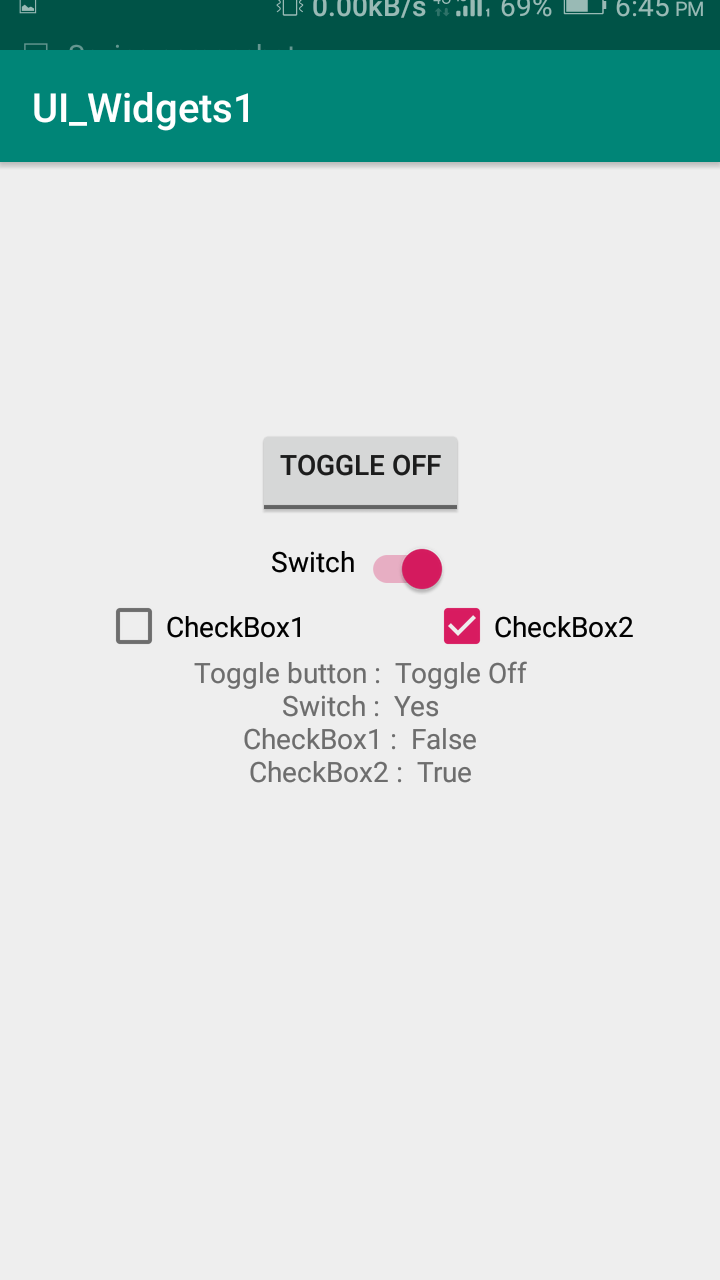 0.00kB/s 69% 6:45 PM
UI_Widgets1
TOGGLE OFF
Switch
CheckBox1 CheckBox2
Toggle button : Toggle Off
Switch : Yes
CheckBox1 : False
CheckBox2 : True